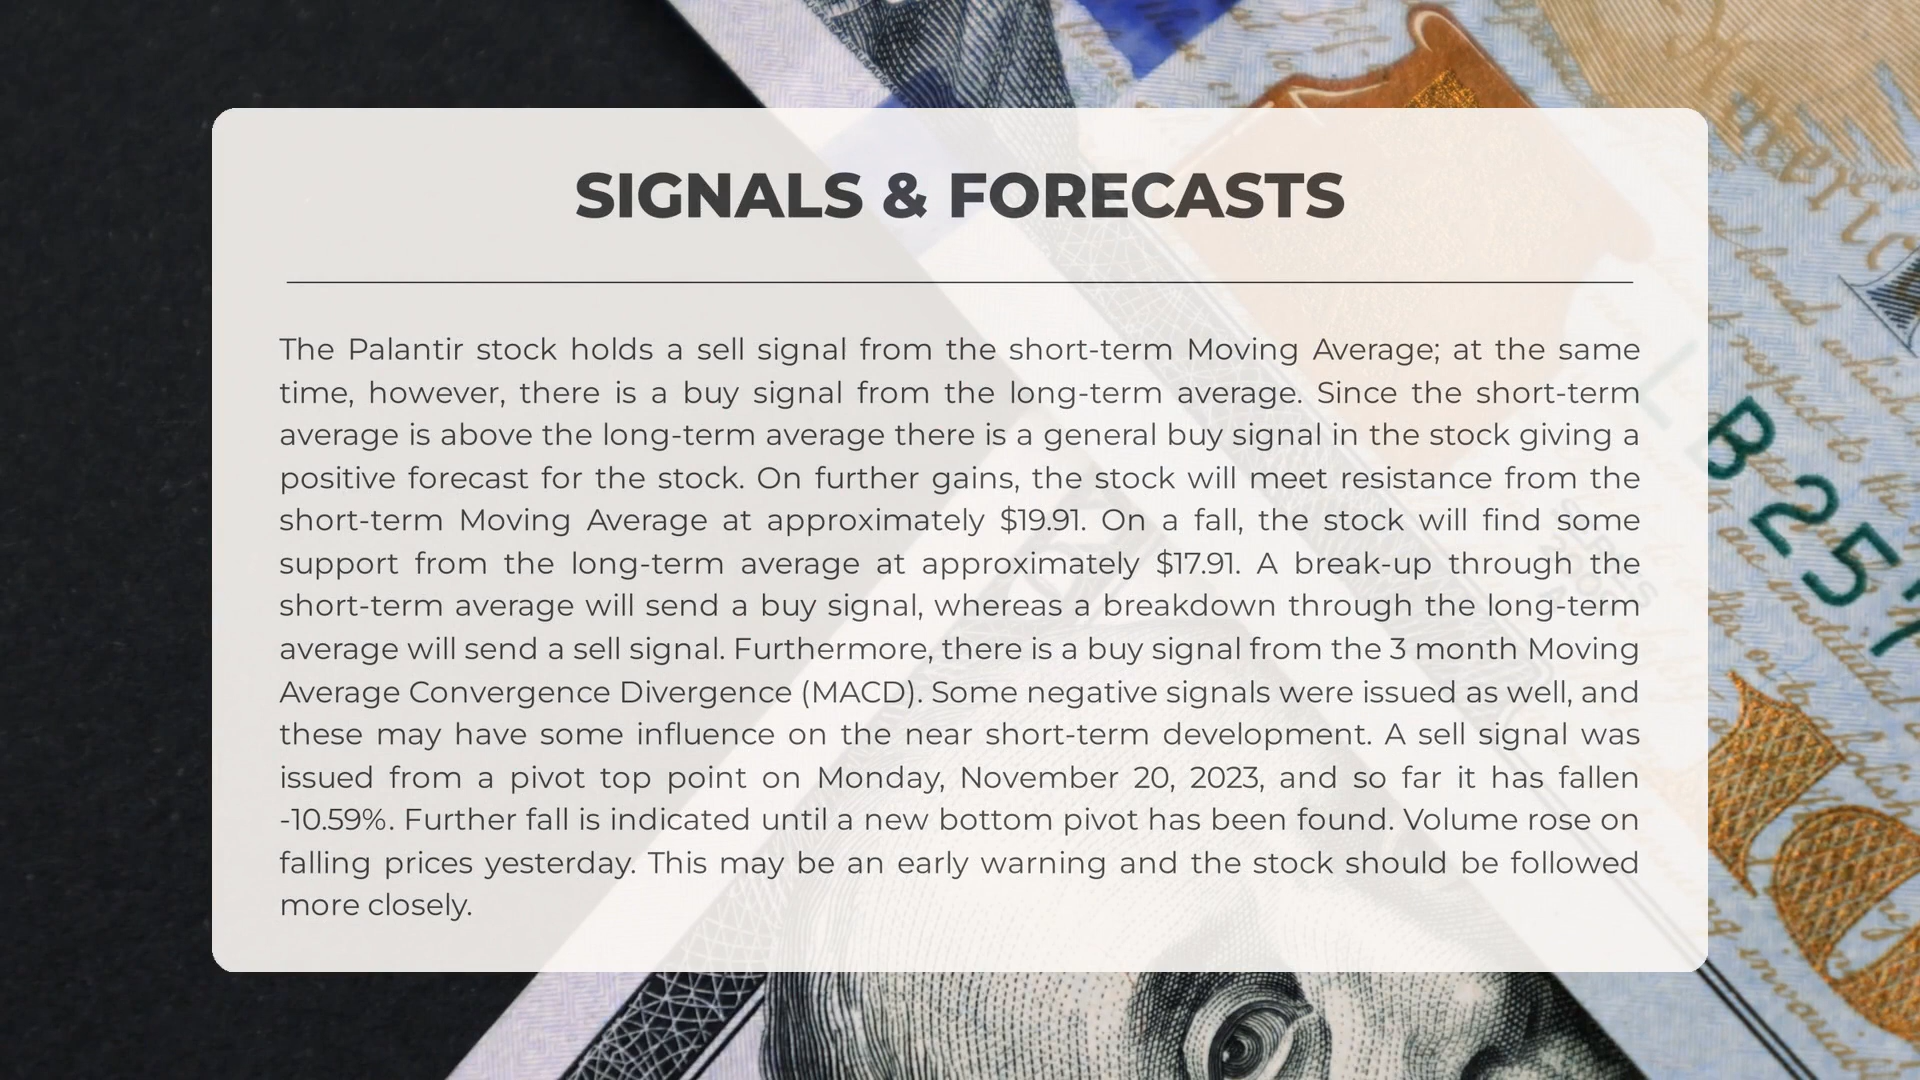 SIGNALS & FORECASTS
The Palantir stock holds a sell signal from the short-term Moving Average; at the same
time, however, there is a buy signal from the long-term average. Since the short-term
average is above the long-term average there is a general buy signal in the stock giving a
positive forecast for the stock. On further gains, the stock will meet resistance from the
short-term Moving Average at approximately $19.91. On a fall, the stock will find some
support from the long-term average at approximately $17.91. A break-up through the
short-term average will send a buy signal, whereas a breakdown through the long-term
average will send a sell signal. Furthermore, there is a buy signal from the 3 month Moving
Average Convergence Divergence (MACD). Some negative signals were issued as well, and
these may have some influence on the near short-term development. A sell signal was
issued from a pivot top point on Monday, November 20, 2023, and so far it has fallen
-10.59%. Further fall is indicated until a new bottom pivot has been found. Volume rose on
falling prices yesterday. This may be an early warning and the stock should be followed
more closely.